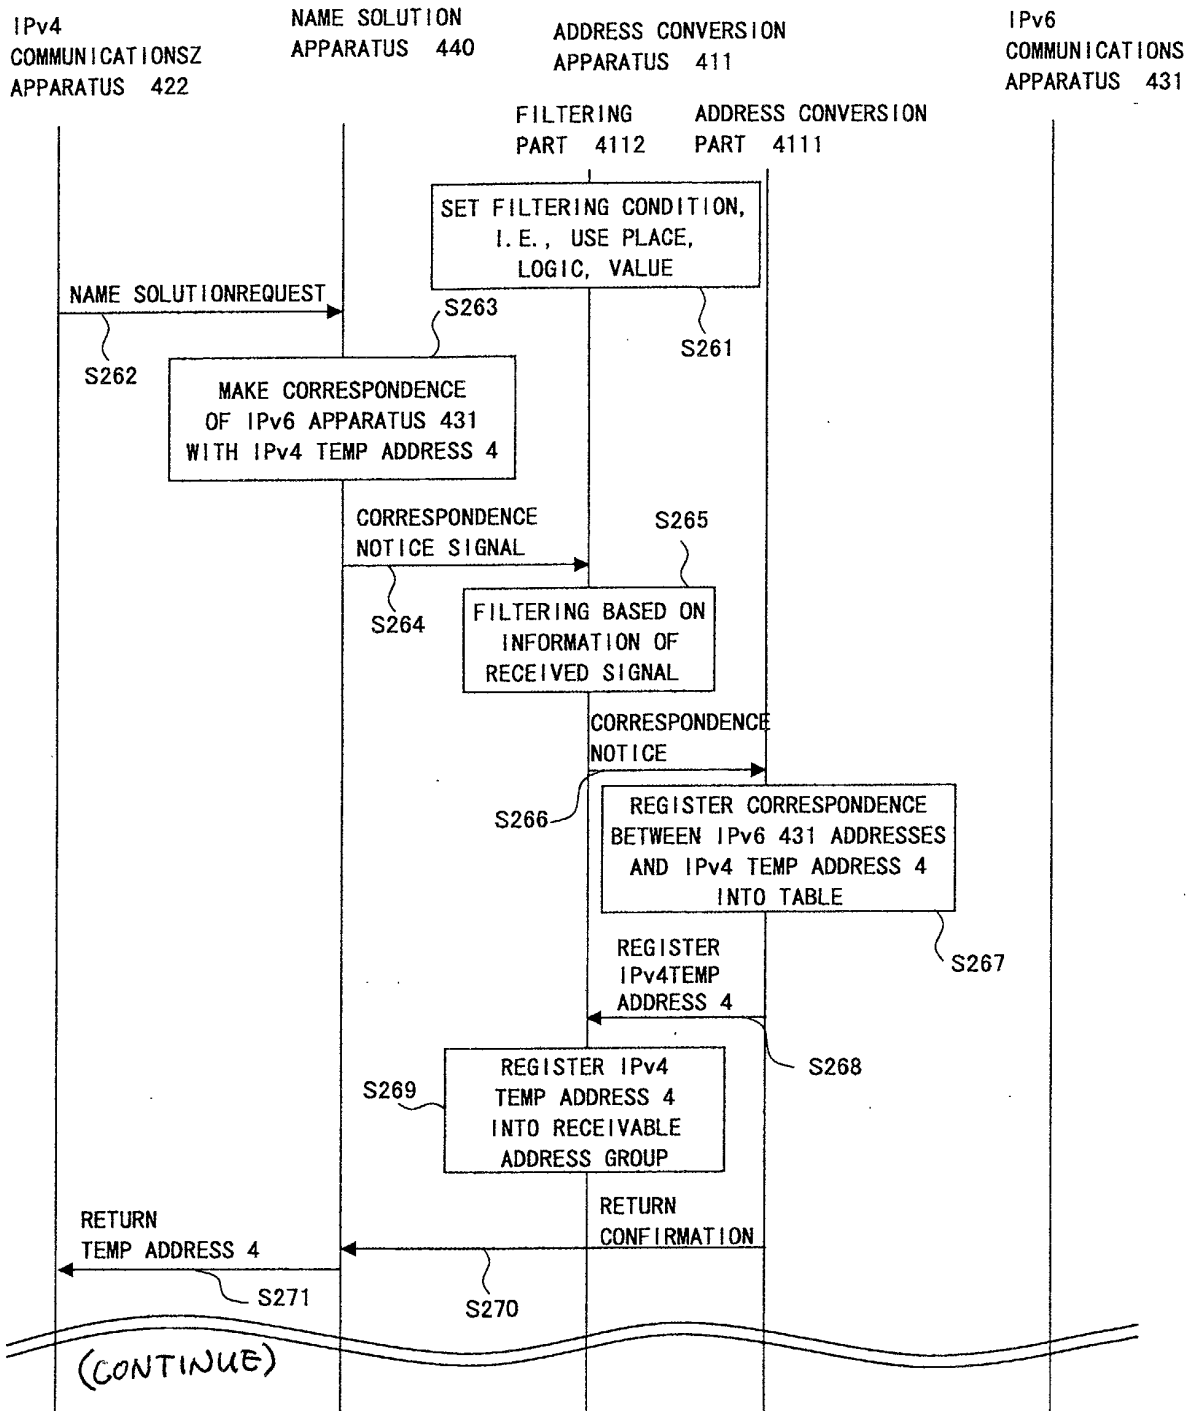 IPv4
COMMUNICATIONSZ
APPARATUS 422
NAME SOLUTION
APPARATUS 440
ADDRESS CONVERSION
APPARATUS 411
IPv6
COMMUNICATIONS
APPARATUS 431
FILTERING
PART 4112
ADDRESS CONVERSION
PART 4111
SET FILTERING CONDITION,
I.E., USE PLACE,
LOGIC, VALUE
S261
NAME SOLUTIONREQUEST
S262
S263
MAKE CORRESPONDENCE
OF IPv6 APPARATUS 431
WITH IPv4 TEMP ADDRESS 4
CORRESPONDENCE
NOTICE SIGNAL
S264
S265
FILTERING BASED ON
INFORMATION OF
RECEIVED SIGNAL
CORRESPONDENCE
NOTICE
S266
REGISTER CORRESPONDENCE
BETWEEN IPv6 431 ADDRESSES
AND IPv4 TEMP ADDRESS 4
INTO TABLE
S267
REGISTER
IPv4TEMP
ADDRESS 4
S268
S269
REGISTER IPv4
TEMP ADDRESS 4
INTO RECEIVABLE
ADDRESS GROUP
RETURN
CONFIRMATION
S270
RETURN
TEMP ADDRESS 4
S271
(CONTINUE)